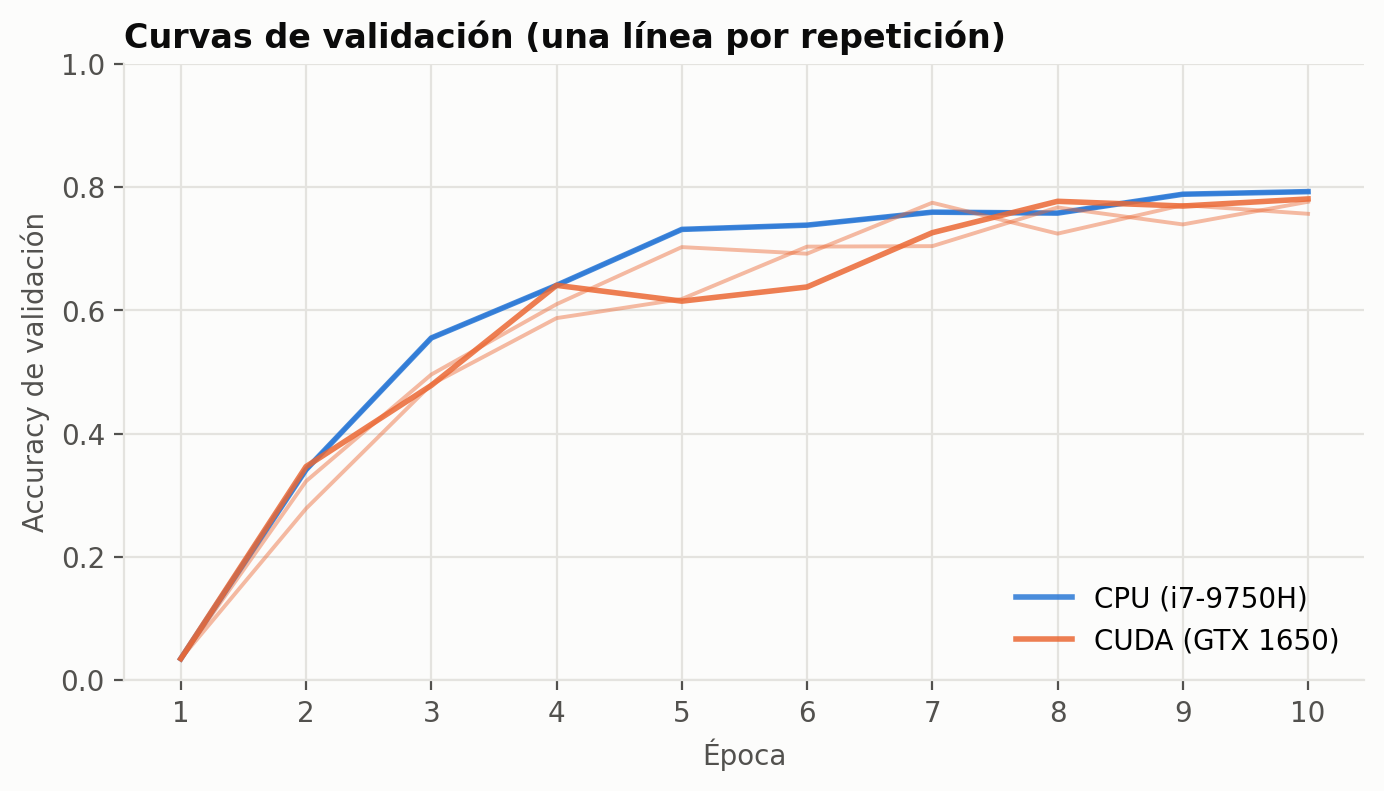 Curvas de validación (una línea por repetición)
1.0
0.8
0.6
0.4
0.2
0.0
Accuracy de validación
CPU (i7-9750H)
CUDA (GTX 1650)
1 2 3 4 5 6 7 8 9 10
Época